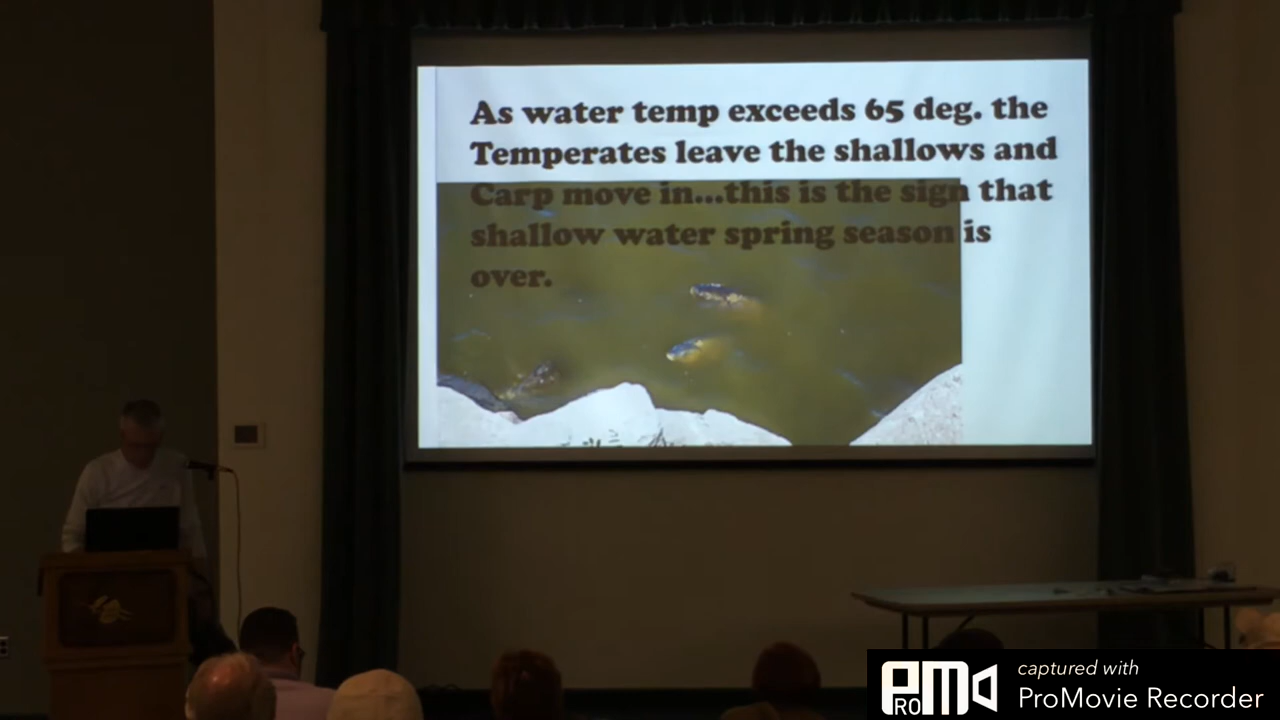 As water temp exceeds 65 deg. the
Temperates leave the shallows and
Carp move in...this is the sign that
shallow water spring season is
over.
PRO M captured with
ProMovie Recorder